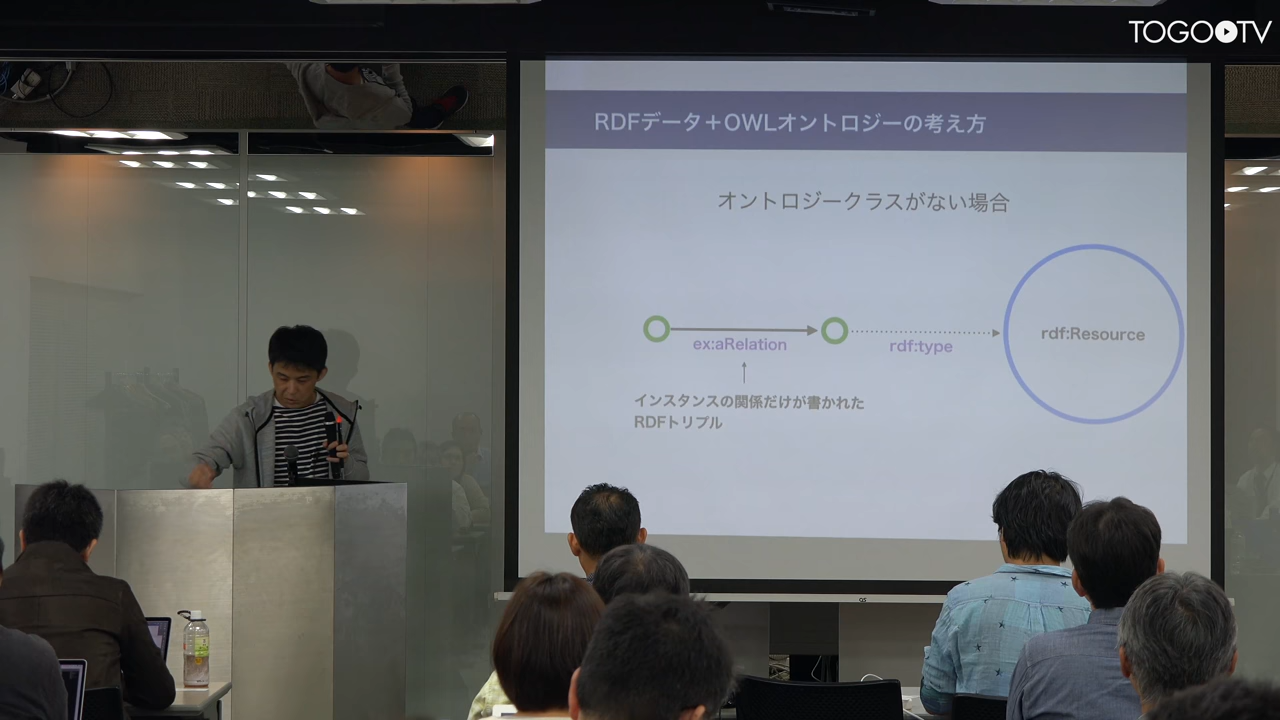 TOGOTV
RDFデータ+OWLオントロジーの考え方
オントロジークラスがない場合
ex:aRelation
rdf:type
rdf:Resource
インスタンスの関係だけが書かれた
RDFトリプル